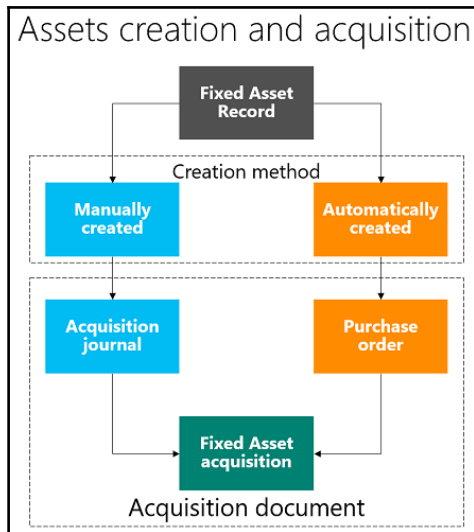 Assets creation and acquisition
Fixed Asset
Record
Creation method
Manually
created
Automatically
created
Acquisition
journal
Purchase
order
Fixed Asset
acquisition
Acquisition document